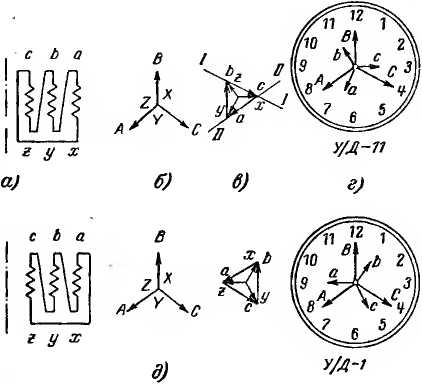 c b a
z y x
а)
B
Z X
A Y C
б)
I II
b z
c
y x
a I
II
в)
12
11 1
10 2
9 3
8 4
7 5
6
B
b c
A C
a
У/Д-11
г)
c b a
z y x
B
Z X
A Y C
д)
x b
a
z
c y
12
11 1
10 2
9 3
8 4
7 5
6
B
b
a
A C
c
У/Д-1